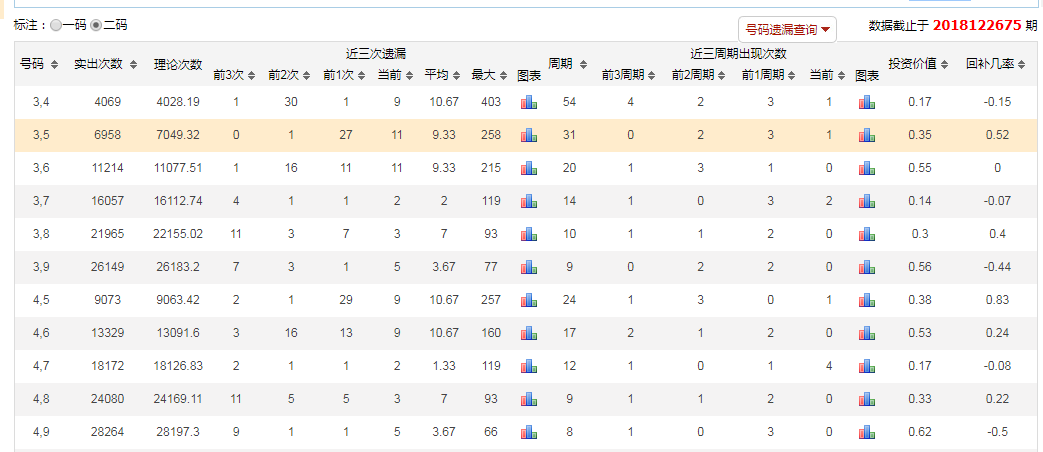 标注：一码 二码 号码遗漏查询 数据截止于 2018122675 期
号码 实出次数 理论次数 近三次遗漏 周期 近三周期出现次数 投资价值 回补几率
前3次 前2次 前1次 当前 平均 最大 图表 前3周期 前2周期 前1周期 当前 图表
3,4 4069 4028.19 1 30 1 9 10.67 403 54 4 2 3 1 0.17 -0.15
3,5 6958 7049.32 0 1 27 11 9.33 258 31 0 2 3 1 0.35 0.52
3,6 11214 11077.51 1 16 11 11 9.33 215 20 1 3 1 0 0.55 0
3,7 16057 16112.74 4 1 1 2 2 119 14 1 0 3 2 0.14 -0.07
3,8 21965 22155.02 11 3 7 3 7 93 10 1 1 2 0 0.3 0.4
3,9 26149 26183.2 7 3 1 5 3.67 77 9 0 2 2 0 0.56 -0.44
4,5 9073 9063.42 2 1 29 9 10.67 257 24 1 3 0 1 0.38 0.83
4,6 13329 13091.6 3 16 13 9 10.67 160 17 2 1 2 0 0.53 0.24
4,7 18172 18126.83 2 1 1 2 1.33 119 12 1 0 1 4 0.17 -0.08
4,8 24080 24169.11 11 5 5 3 7 93 9 1 1 2 0 0.33 0.22
4,9 28264 28197.3 9 1 1 5 3.67 66 8 1 0 3 0 0.62 -0.5